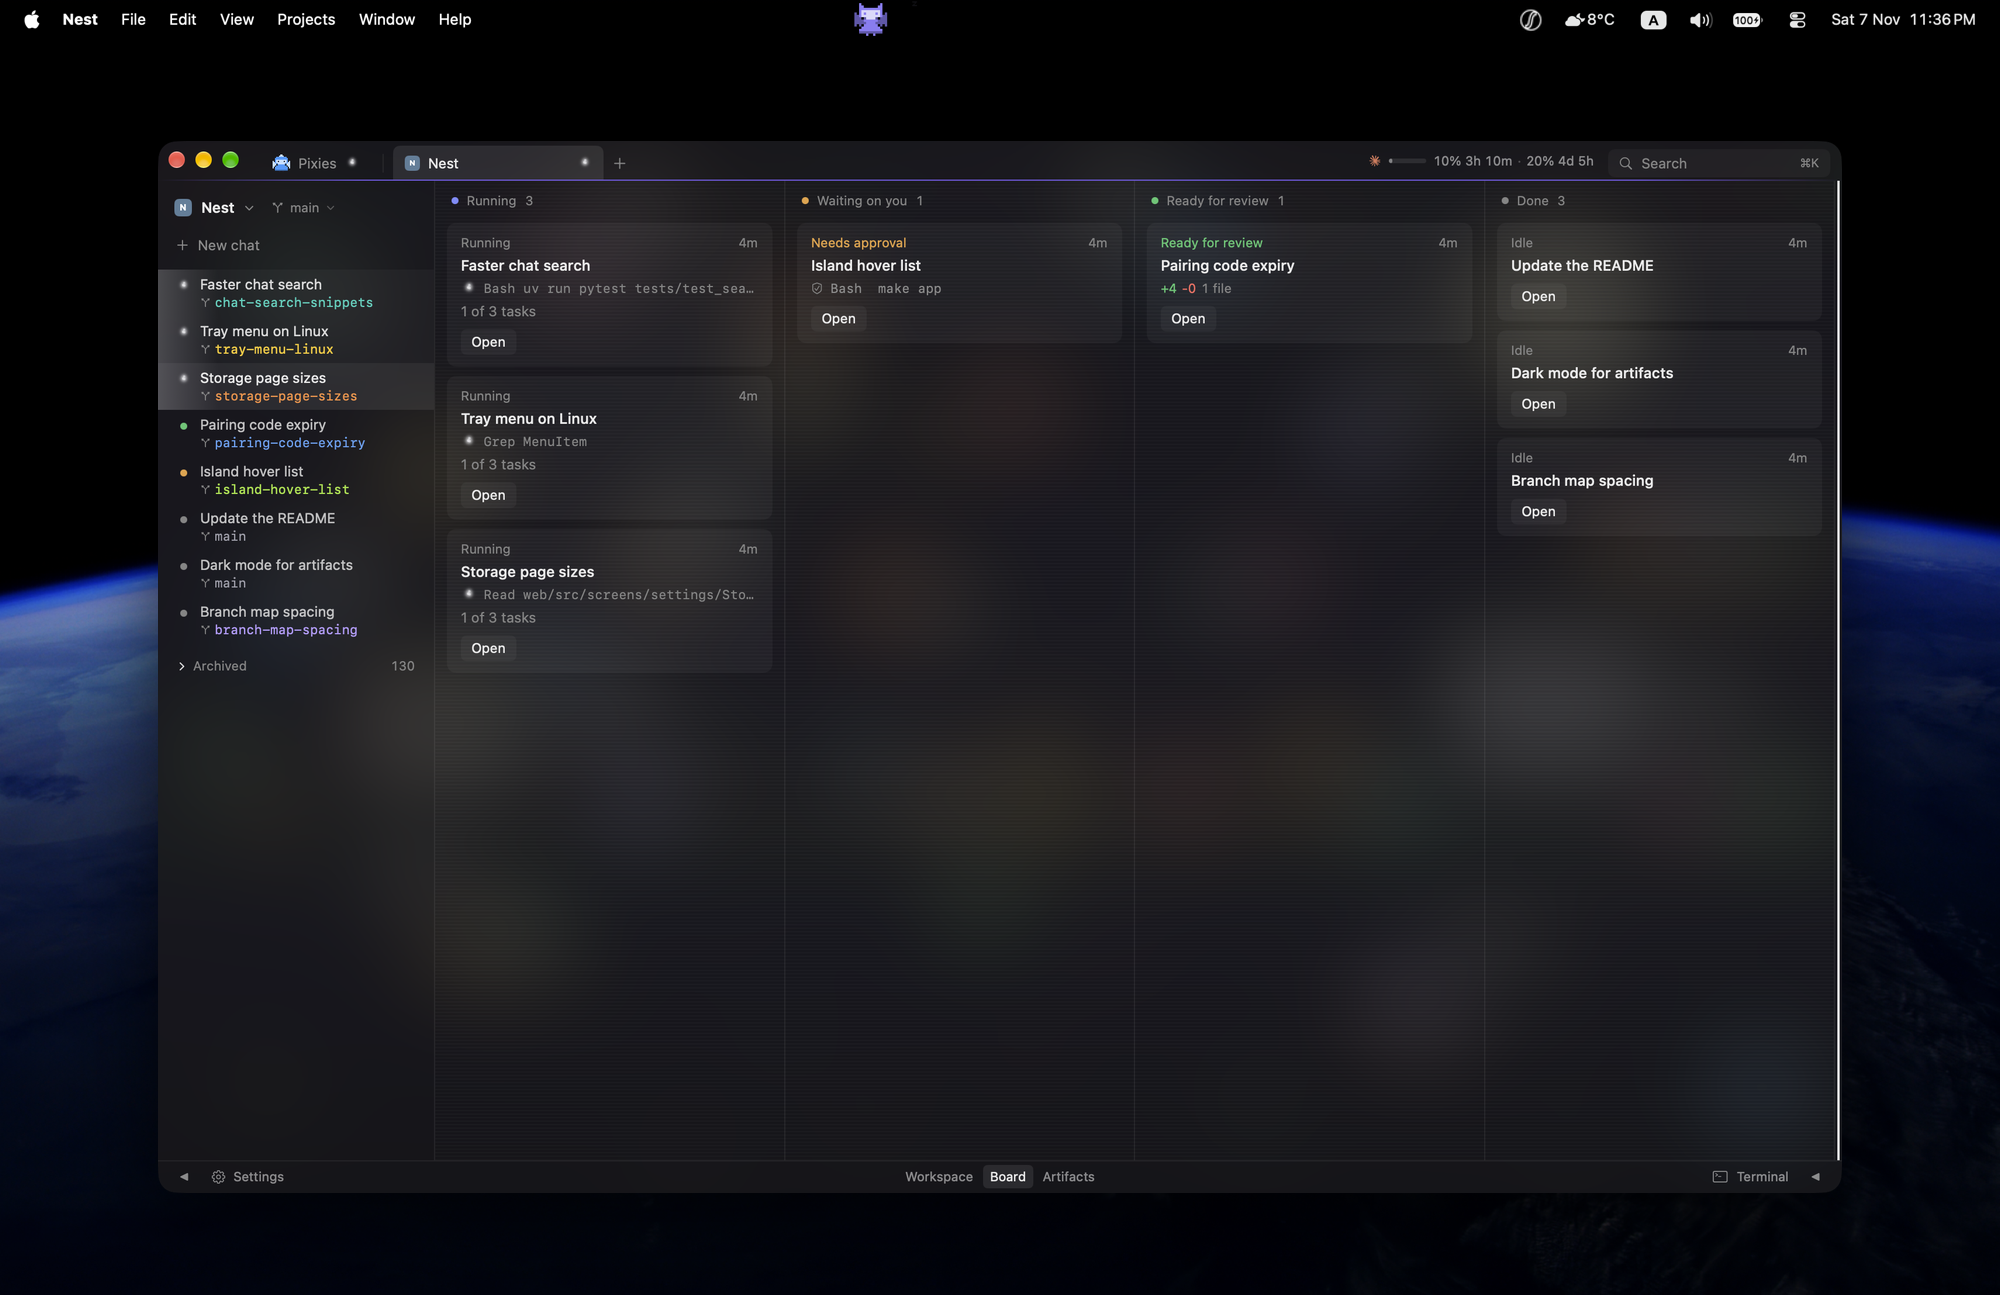 Nest File Edit View Projects Window Help
8°C A 100 Sat 7 Nov 11:36 PM
Pixies
N Nest
10% 3h 10m · 20% 4d 5h
Search ⌘K
N Nest main
New chat
Faster chat search
chat-search-snippets
Tray menu on Linux
tray-menu-linux
Storage page sizes
storage-page-sizes
Pairing code expiry
pairing-code-expiry
Island hover list
island-hover-list
Update the README
main
Dark mode for artifacts
main
Branch map spacing
branch-map-spacing
Archived 130
Running 3
Running 4m
Faster chat search
Bash uv run pytest tests/test_sea…
1 of 3 tasks
Open
Running 4m
Tray menu on Linux
Grep MenuItem
1 of 3 tasks
Open
Running 4m
Storage page sizes
Read web/src/screens/settings/Sto…
1 of 3 tasks
Open
Waiting on you 1
Needs approval 4m
Island hover list
Bash make app
Open
Ready for review 1
Ready for review 4m
Pairing code expiry
+4 -0 1 file
Open
Done 3
Idle 4m
Update the README
Open
Idle 4m
Dark mode for artifacts
Open
Idle 4m
Branch map spacing
Open
Settings
Workspace Board Artifacts
Terminal